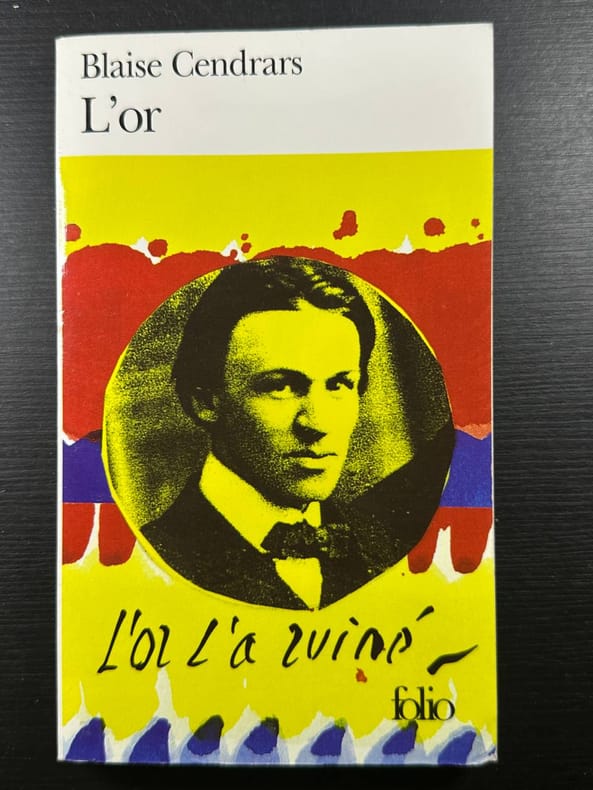 Blaise Cendrars
L'or
L'or L'a ruiné
folio